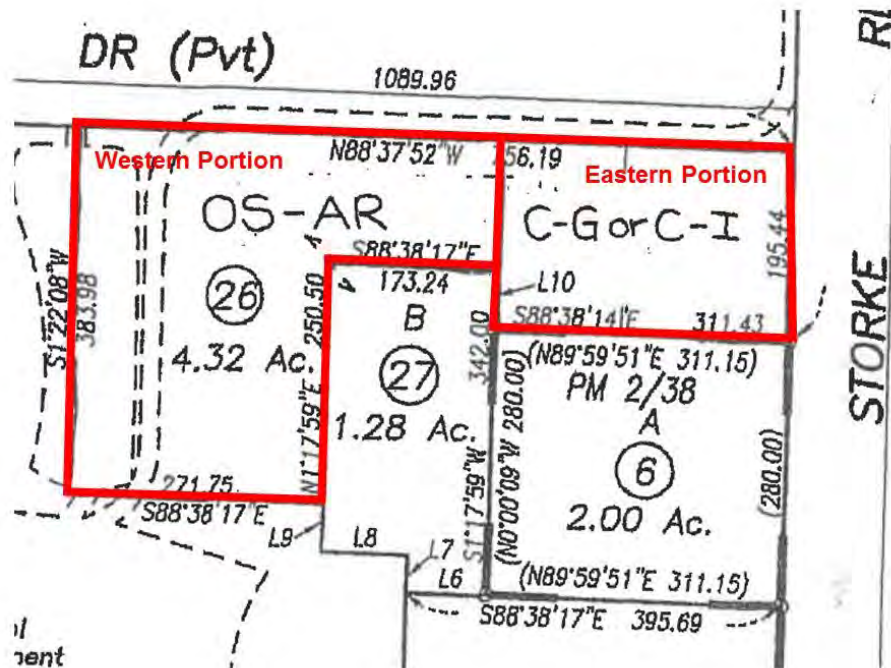 DR (Pvt)
1089.96
RD
Western Portion
N88°37'52"W 756.19
Eastern Portion
OS-AR
C-G or C-I
195.44
S88°38'17"E
173.24
L10
S88°38'14"E 311.43
S1°22'08"W
383.98
26
4.32 Ac.
N1°17'59"E 250.50
B
27
1.28 Ac.
342.00
S1°17'59"W
(N0°00'09"W 280.00)
(N89°59'51"E 311.15)
PM 2/38
A
6
2.00 Ac.
(280.00)
STORKE
271.75
S88°38'17"E
L9
L8
L7
L6
(N89°59'51"E 311.15)
S88°38'17"E 395.69